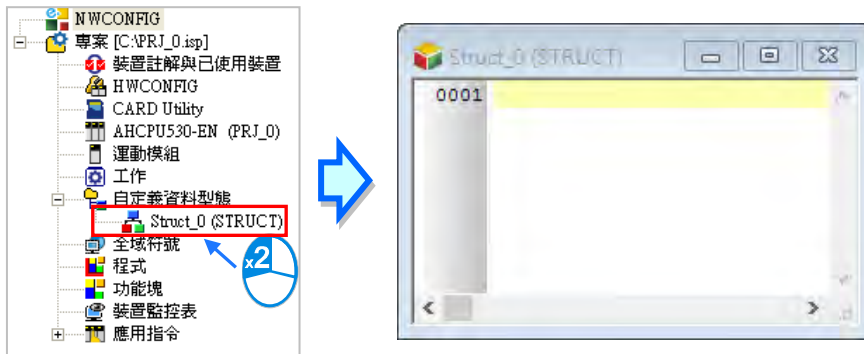 NWCONFIG
專案 [C:\PRJ_0.isp]
裝置註解與已使用裝置
HWCONFIG
CARD Utility
AHCPU530-EN (PRJ_0)
運動模組
工作
自定義資料型態
Struct_0 (STRUCT)
全域符號
程式
功能塊
裝置監控表
應用指令
x2
Struct_0 (STRUCT)
0001